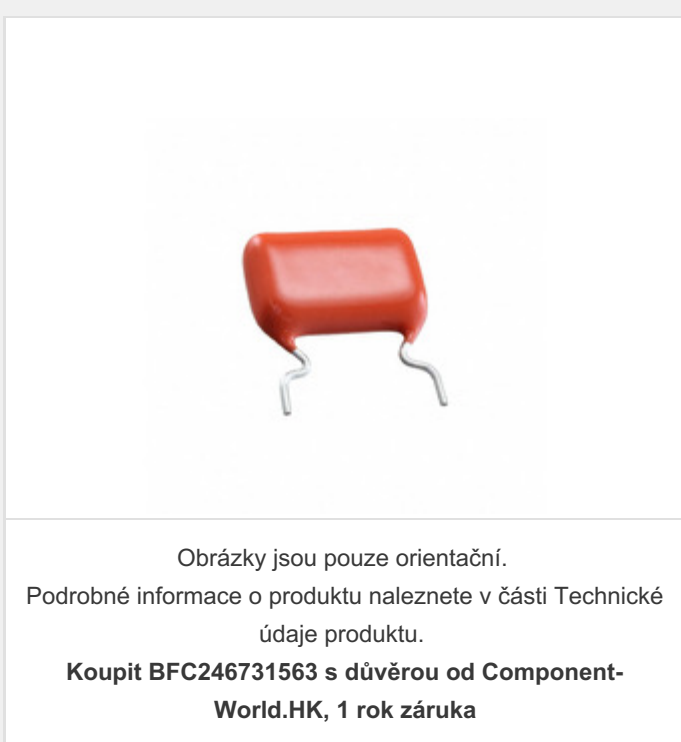 Obrázky jsou pouze orientační.
Podrobné informace o produktu naleznete v části Technické
údaje produktu.
Koupit BFC246731563 s důvěrou od Component-
World.HK, 1 rok záruka